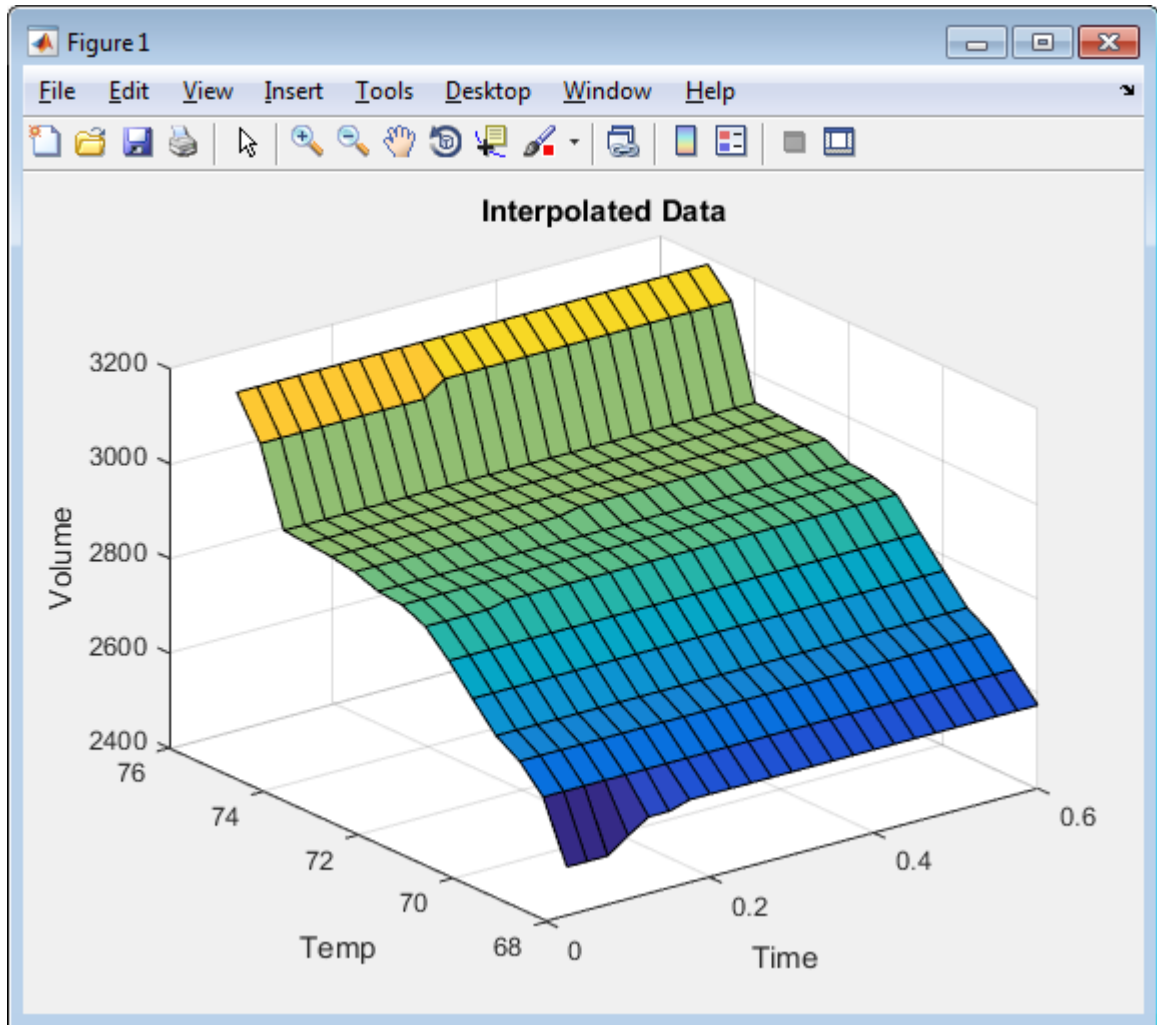 Figure 1
File Edit View Insert Tools Desktop Window Help
Interpolated Data
3200
3000
2800
2600
2400
Volume
76
74
72
70
68
Temp
0
0.2
0.4
0.6
Time